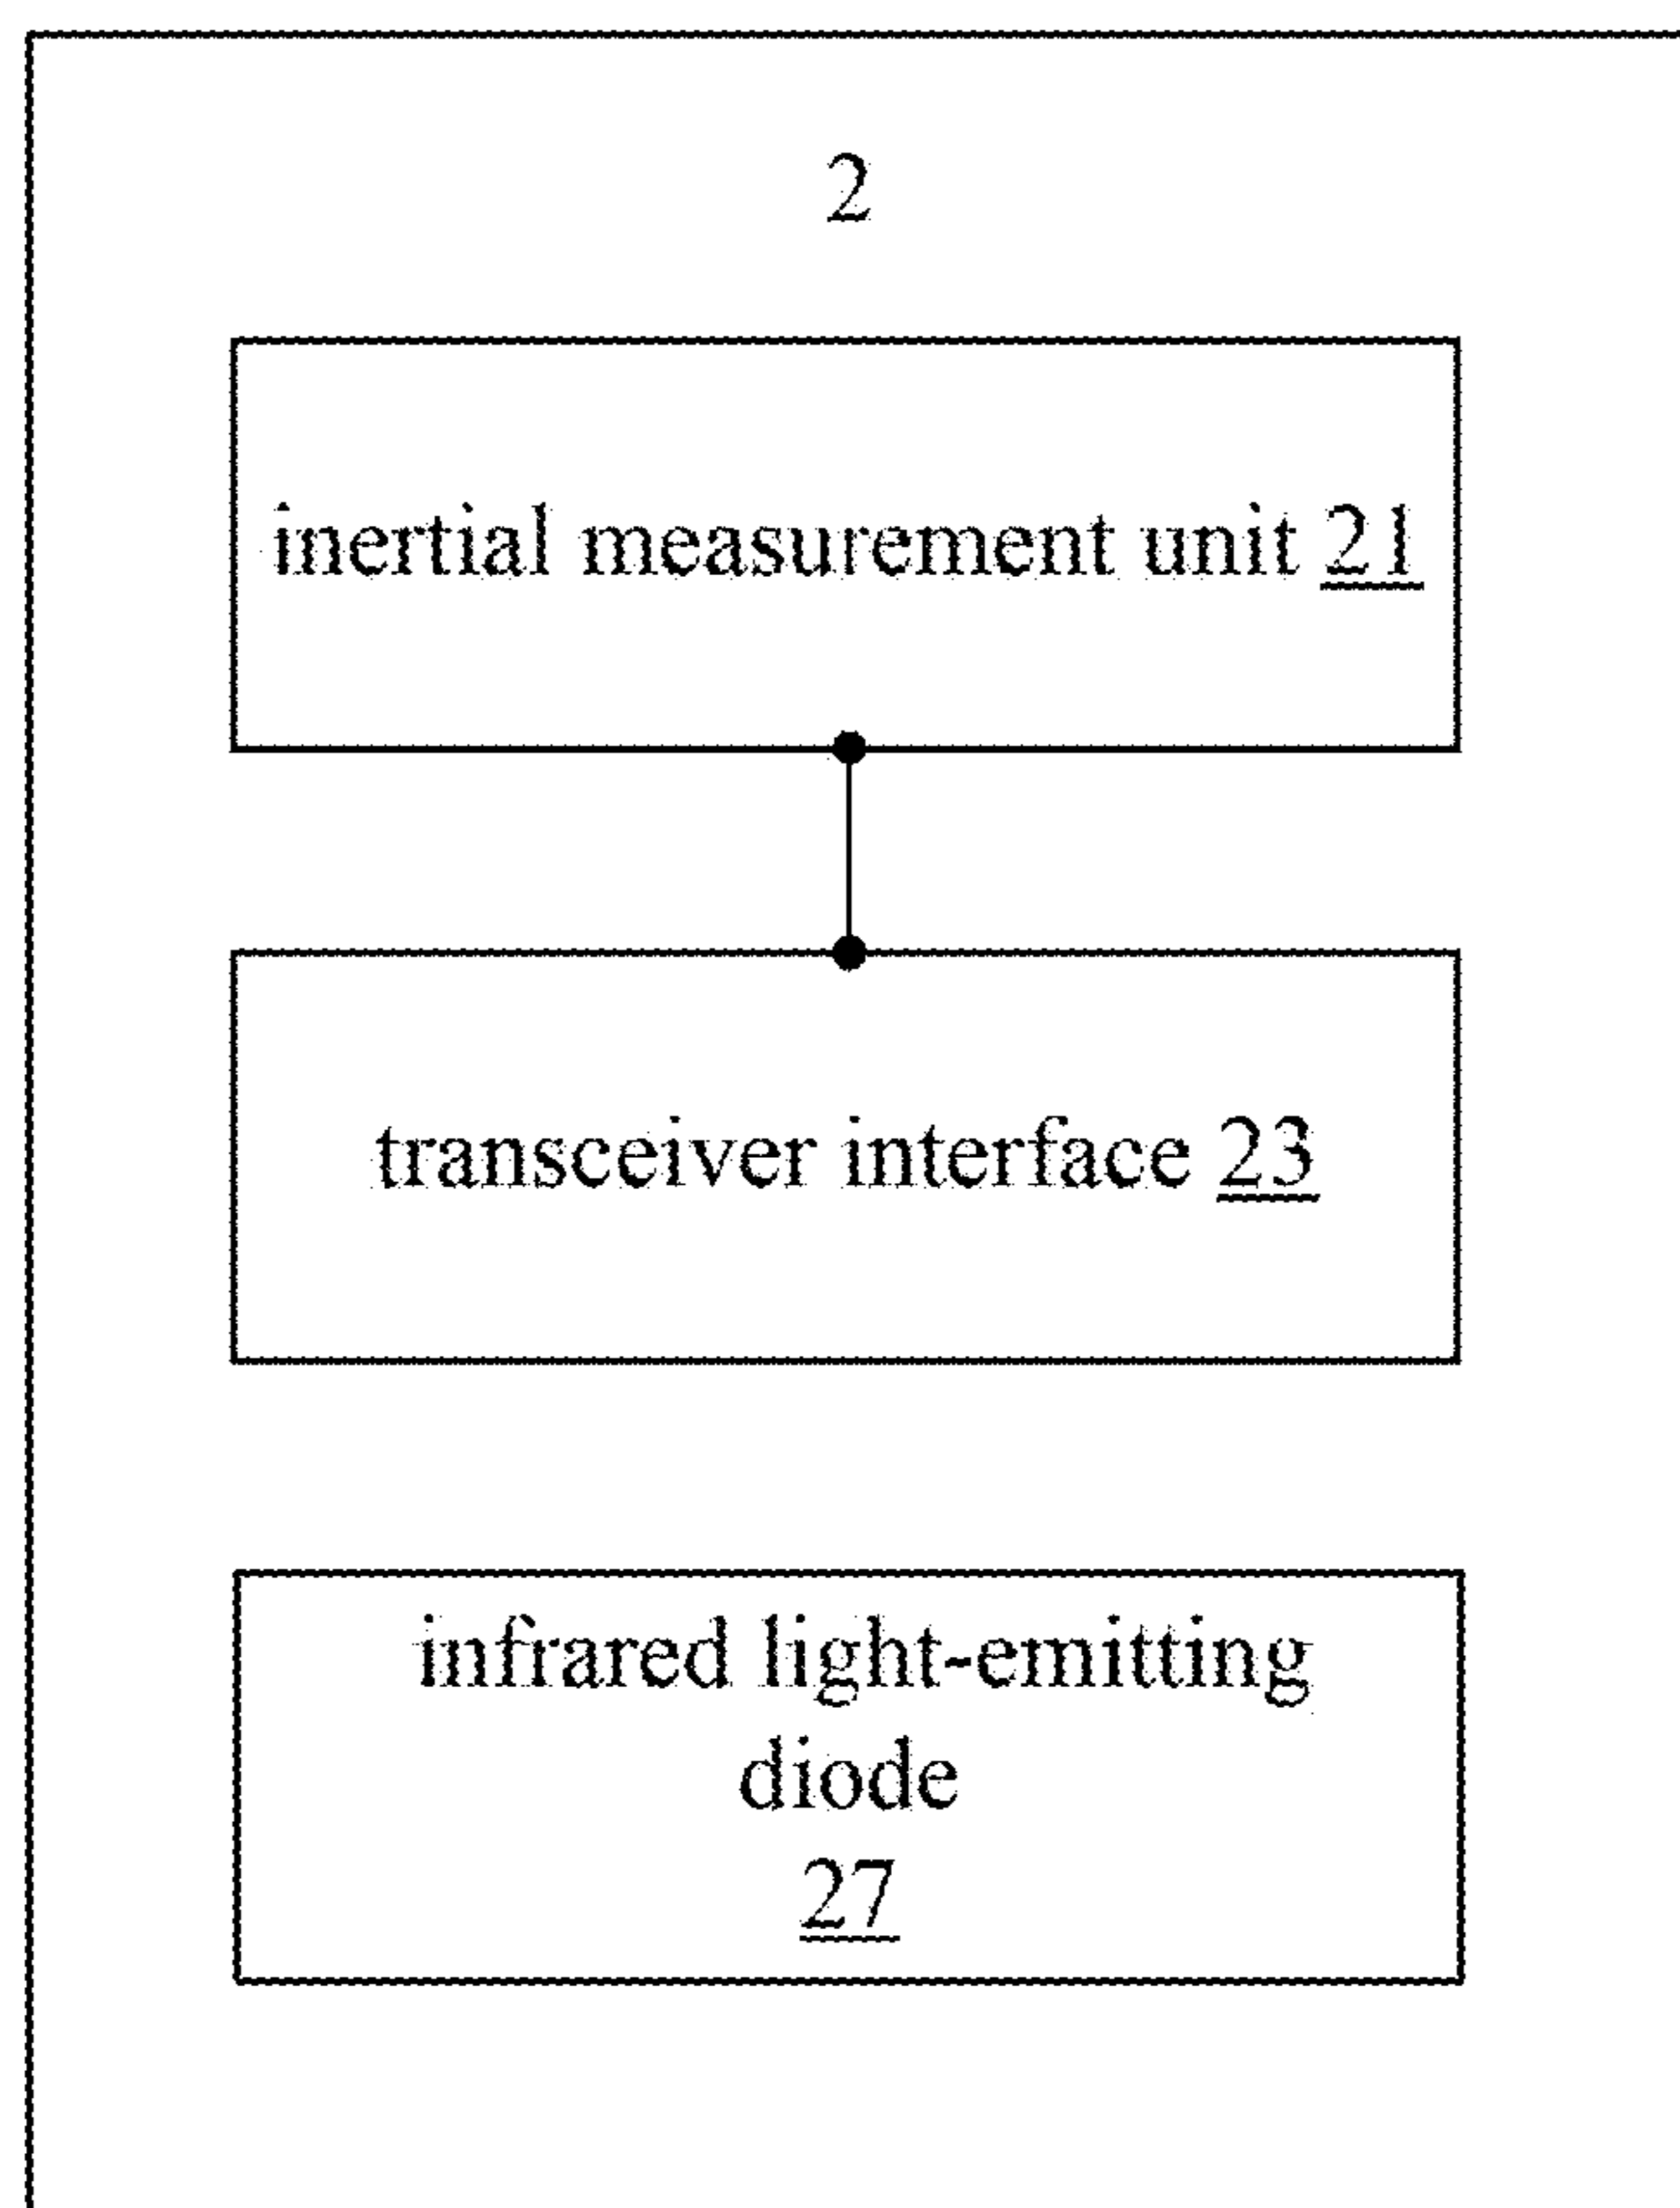 2
inertial measurement unit 21
transceiver interface 23
infrared light-emitting
diode
27